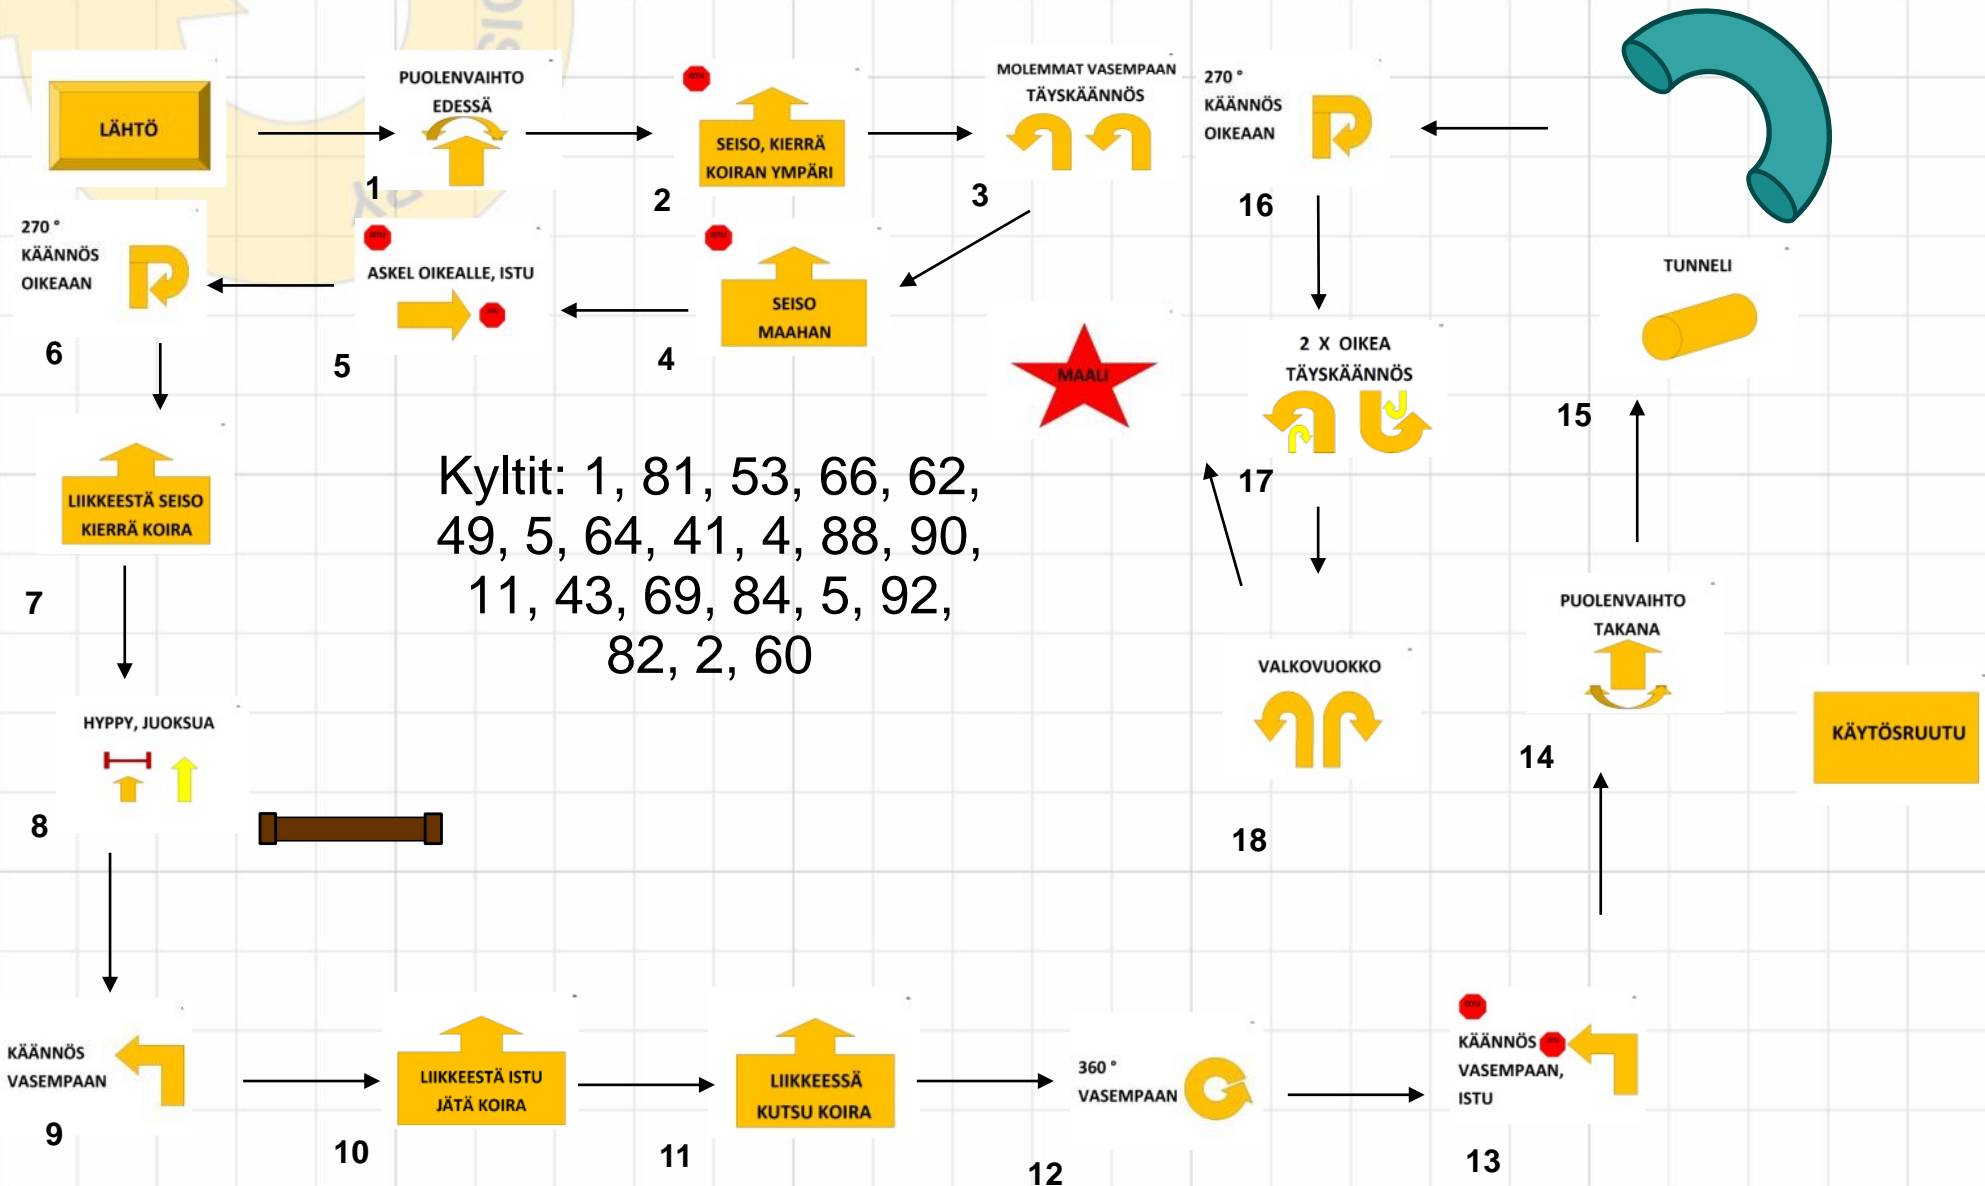 LÄHTÖ
PUOLENVAIHTO
EDESSÄ
1
SEISO, KIERRÄ
KOIRAN YMPÄRI
2
MOLEMMAT VASEMPAAN
TÄYSKÄÄNNÖS
3
270 °
KÄÄNNÖS
OIKEAAN
16
270 °
KÄÄNNÖS
OIKEAAN
6
ASKEL OIKEALLE, ISTU
5
SEISO
MAAHAN
4
MAALI
2 X OIKEA
TÄYSKÄÄNNÖS
17
TUNNELI
15
LIIKKEESTÄ SEISO
KIERRÄ KOIRA
7
Kyltit: 1, 81, 53, 66, 62,
49, 5, 64, 41, 4, 88, 90,
11, 43, 69, 84, 5, 92,
82, 2, 60
HYPPY, JUOKSUA
8
VALKOVUOKKO
18
PUOLENVAIHTO
TAKANA
14
KÄYTÖSRUUTU
KÄÄNNÖS
VASEMPAAN
9
LIIKKEESTÄ ISTU
JÄTÄ KOIRA
10
LIIKKEESSÄ
KUTSU KOIRA
11
360 °
VASEMPAAN
12
KÄÄNNÖS
VASEMPAAN,
ISTU
13